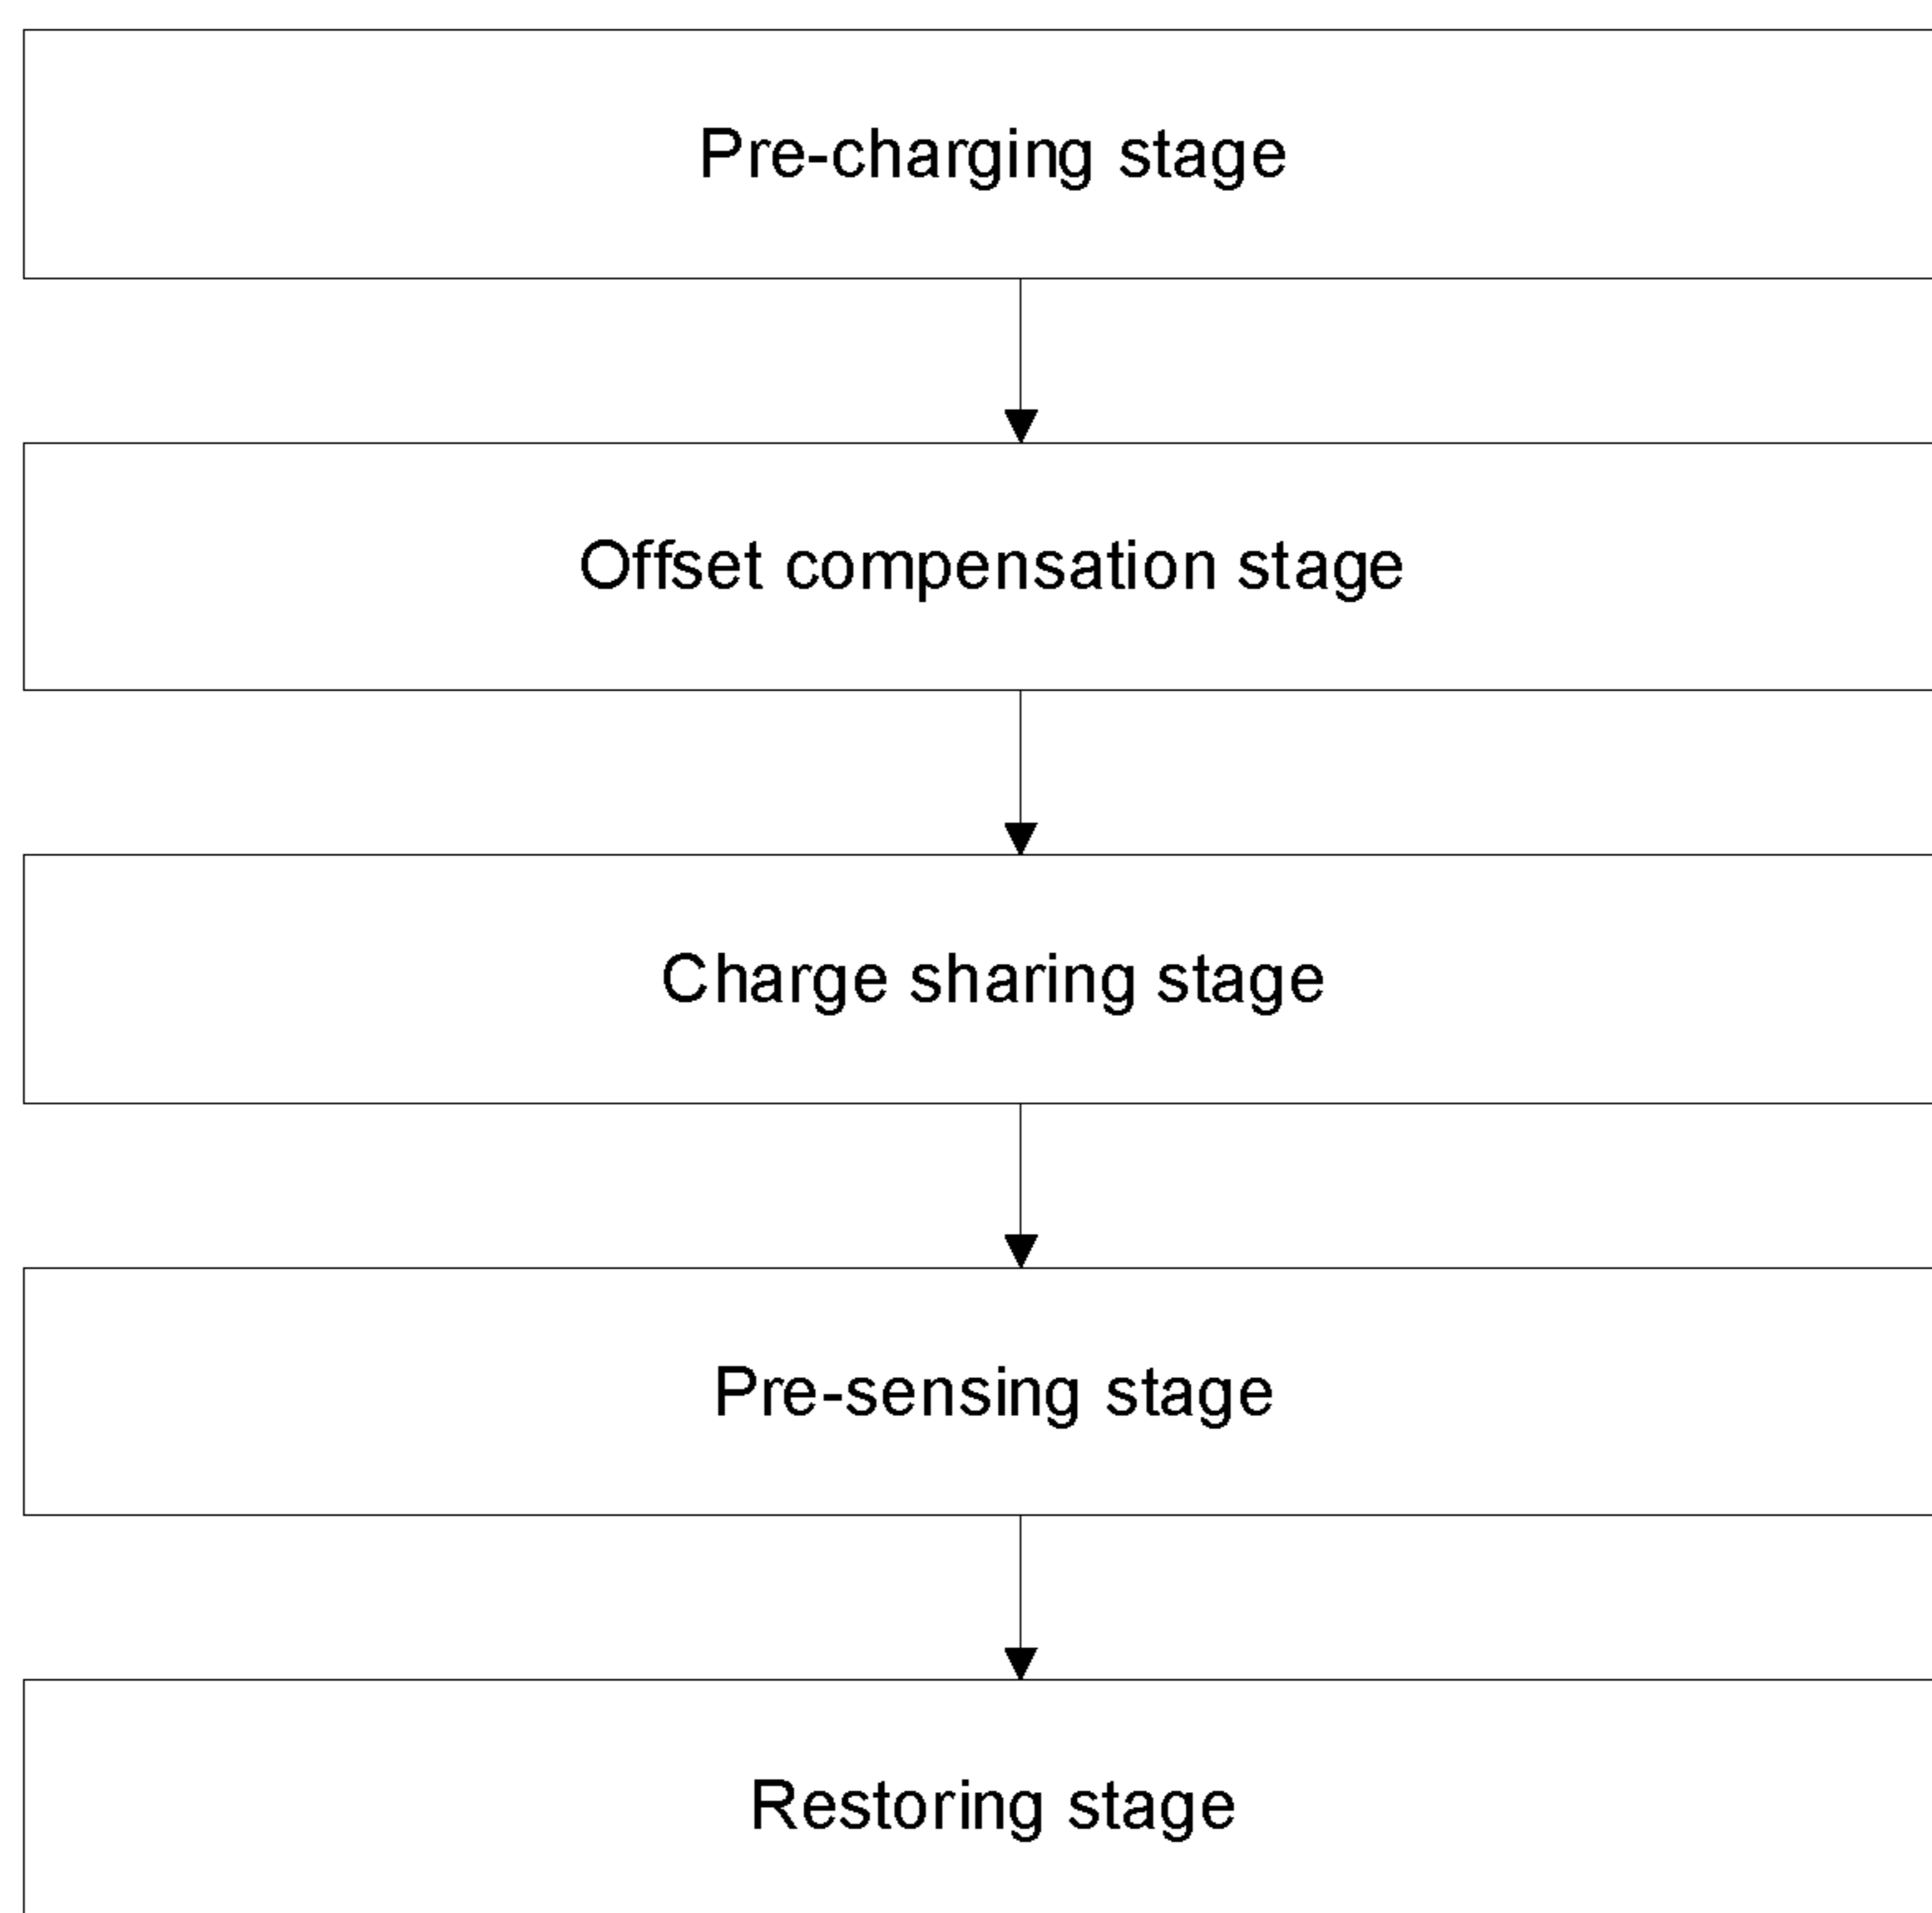 Pre-charging stage
Offset compensation stage
Charge sharing stage
Pre-sensing stage
Restoring stage